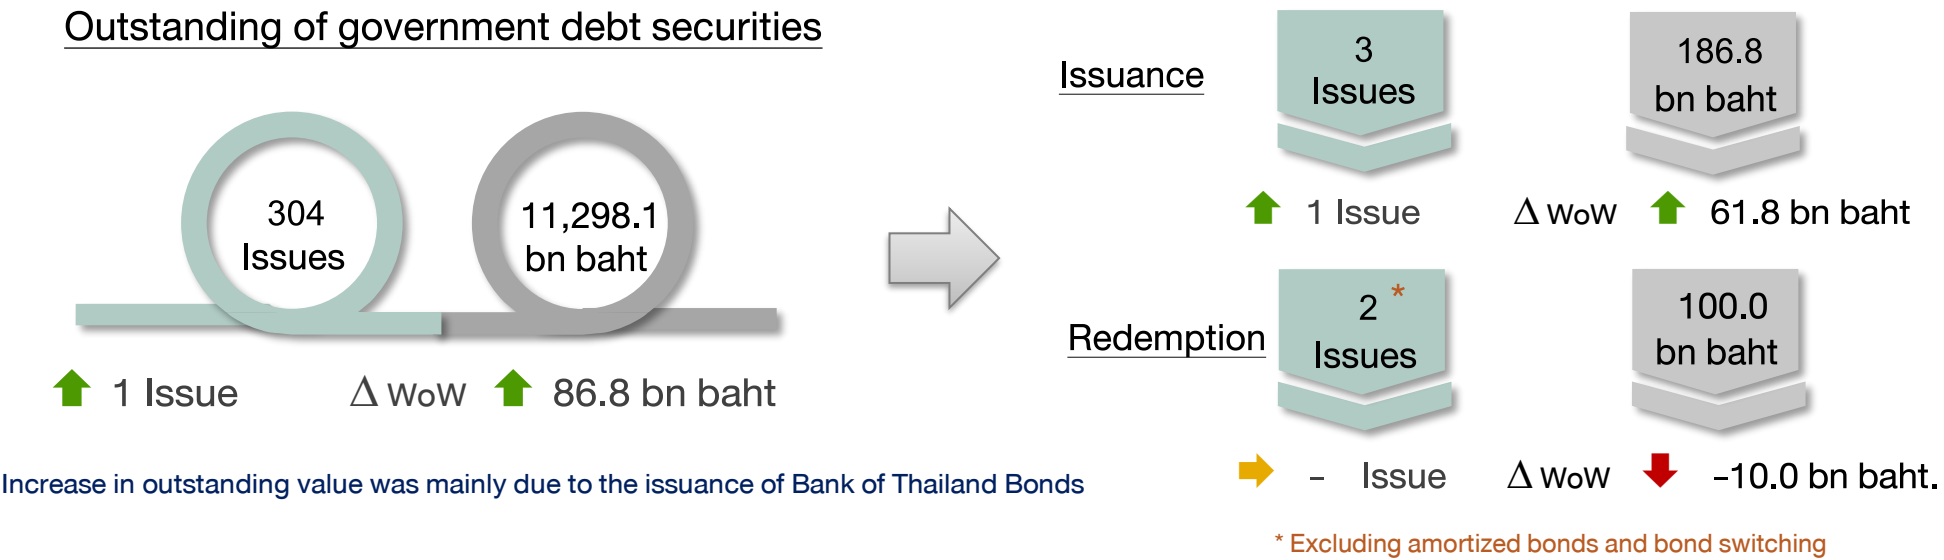 Outstanding of government debt securities
304
Issues
11,298.1
bn baht
1 Issue
Δ WoW
86.8 bn baht
Increase in outstanding value was mainly due to the issuance of Bank of Thailand Bonds
Issuance
3
Issues
186.8
bn baht
1 Issue
Δ WoW
61.8 bn baht
Redemption
2 *
Issues
100.0
bn baht
- Issue
Δ WoW
-10.0 bn baht.
* Excluding amortized bonds and bond switching